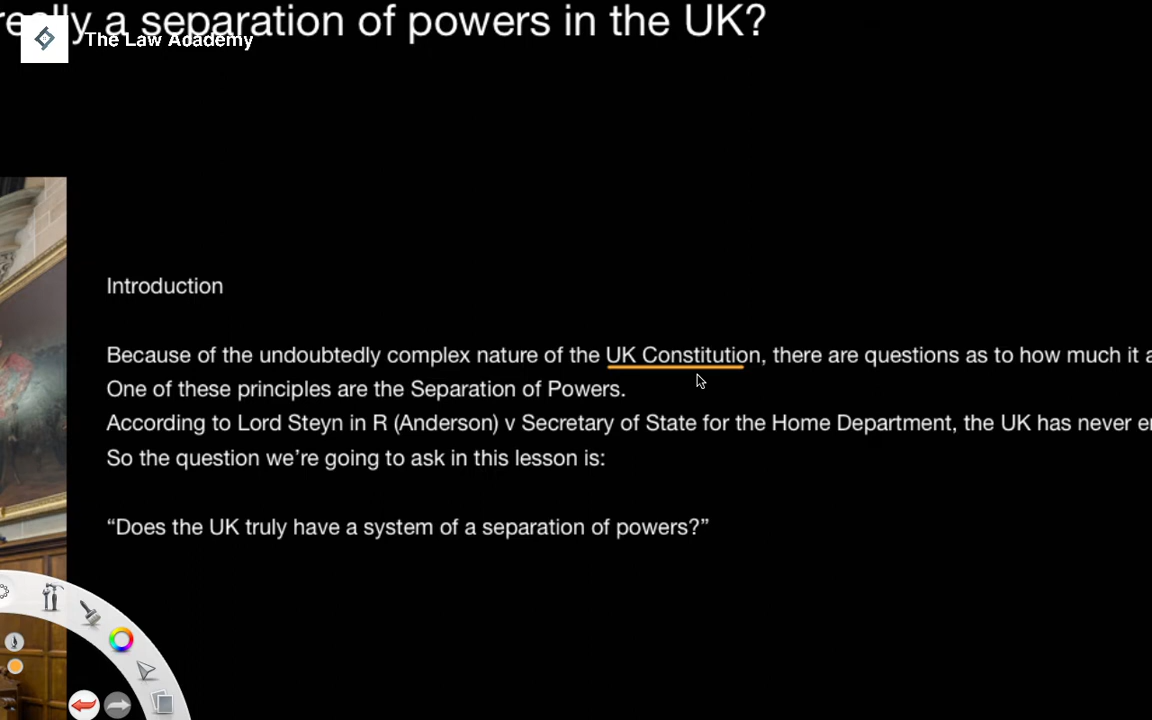 really a separation of powers in the UK?
The Law Academy
Introduction
Because of the undoubtedly complex nature of the UK Constitution, there are questions as to how much it
One of these principles are the Separation of Powers.
According to Lord Steyn in R (Anderson) v Secretary of State for the Home Department, the UK has never
So the question we’re going to ask in this lesson is:
“Does the UK truly have a system of a separation of powers?”